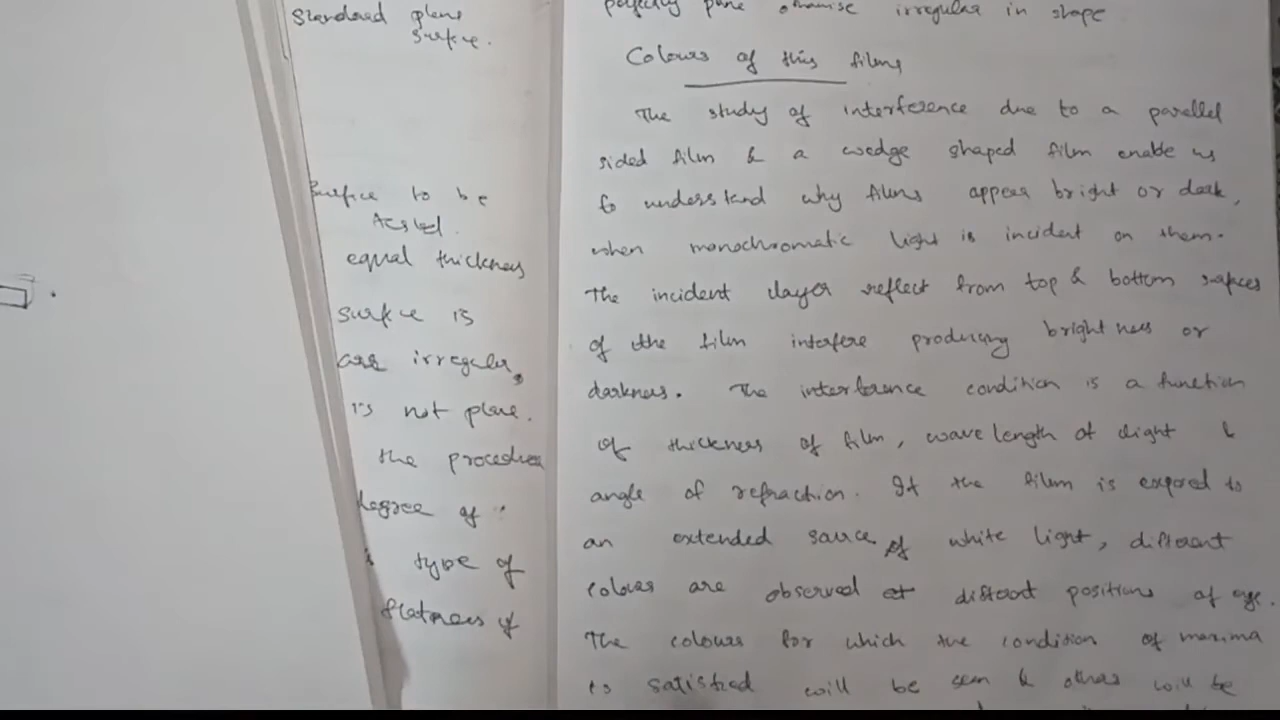 Standard plane
Surface.
Surface to be
tested.
equal thickness
surface is
are irregular,
is not plane.
the procedure
degree of
type of
flatness of
perfectly plane otherwise irregular in shape
Colours of thin films
The study of interference due to a parallel
sided film & a wedge shaped film enable us
to understand why films appear bright or dark,
when monochromatic light is incident on them.
The incident layer reflect from top & bottom surfaces
of the film interfere producing brightness or
darkness. The interference condition is a function
of thickness of film, wavelength of light &
angle of refraction. If the film is exposed to
an extended source of white light, different
colours are observed at different positions of eye.
The colours for which the condition of maxima
is satisfied will be seen & others will be